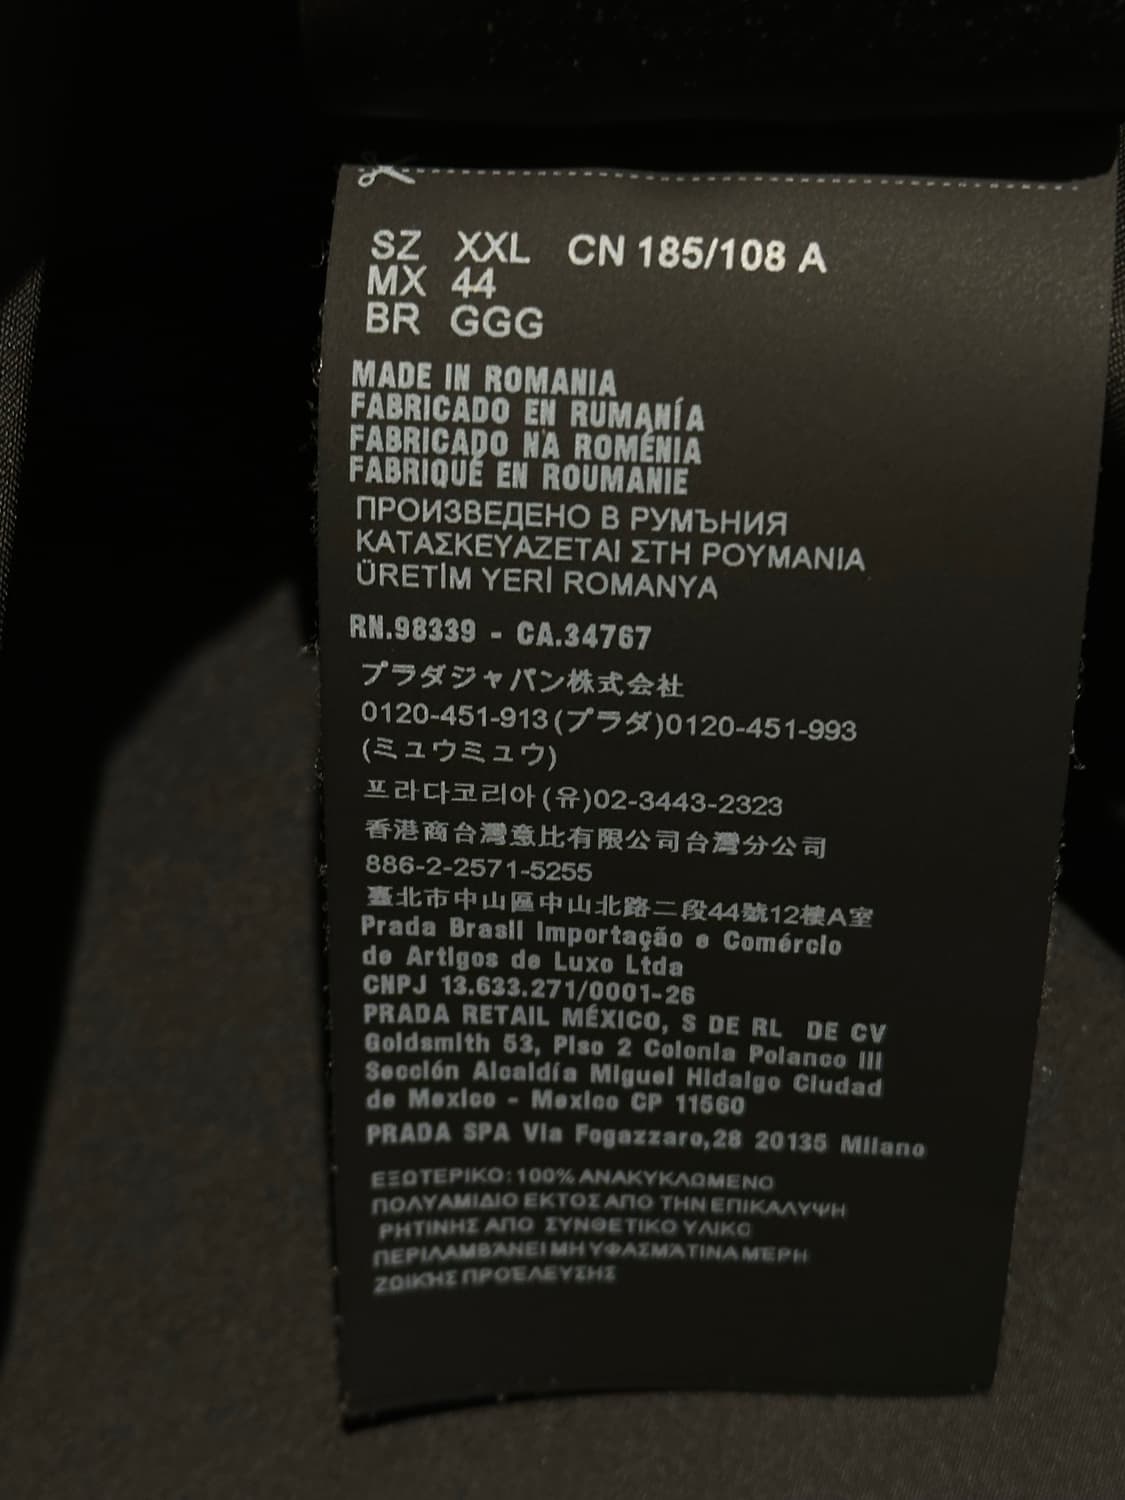 SZ XXL CN 185/108 A
MX 44
BR GGG
MADE IN ROMANIA
FABRICADO EN RUMANÍA
FABRICADO NA ROMÉNIA
FABRIQUÉ EN ROUMANIE
ПРОИЗВЕДЕНО В РУМЪНИЯ
ΚΑΤΑΣΚΕΥΑΖΕΤΑΙ ΣΤΗ ΡΟΥΜΑΝΙΑ
ÜRETİM YERİ ROMANYA
RN.98339 - CA.34767
プラダジャパン株式会社
0120-451-913(プラダ)0120-451-993
(ミュウミュウ)
프라다코리아(유)02-3443-2323
香港商台灣意比有限公司台灣分公司
886-2-2571-5255
臺北市中山區中山北路二段44號12樓A室
Prada Brasil Importação e Comércio
de Artigos de Luxo Ltda
CNPJ 13.633.271/0001-26
PRADA RETAIL MÉXICO, S DE RL DE CV
Goldsmith 53, Piso 2 Colonia Polanco III
Sección Alcaldía Miguel Hidalgo Ciudad
de Mexico - Mexico CP 11560
PRADA SPA Via Fogazzaro,28 20135 Milano
ΕΞΩΤΕΡΙΚΟ: 100% ΑΝΑΚΥΚΛΩΜΕΝΟ
ΠΟΛΥΑΜΙΔΙΟ ΕΚΤΟΣ ΑΠΟ ΤΗΝ ΕΠΙΚΑΛΥΨΗ
ΡΗΤΙΝΗΣ ΑΠΟ ΣΥΝΘΕΤΙΚΟ ΥΛΙΚΟ
ΠΕΡΙΛΑΜΒΆΝΕΙ ΜΗ ΥΦΑΣΜΆΤΙΝΑ ΜΈΡΗ
ΖΩΙΚΉΣ ΠΡΟΈΛΕΥΣΗΣ